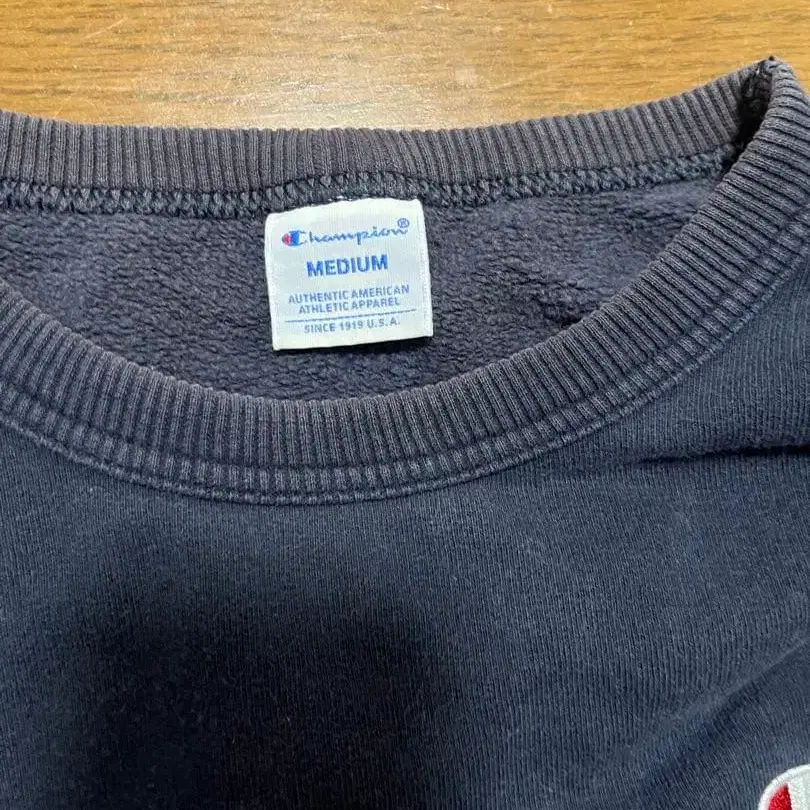 Champion®
MEDIUM
AUTHENTIC AMERICAN
ATHLETIC APPAREL
SINCE 1919 U.S.A.